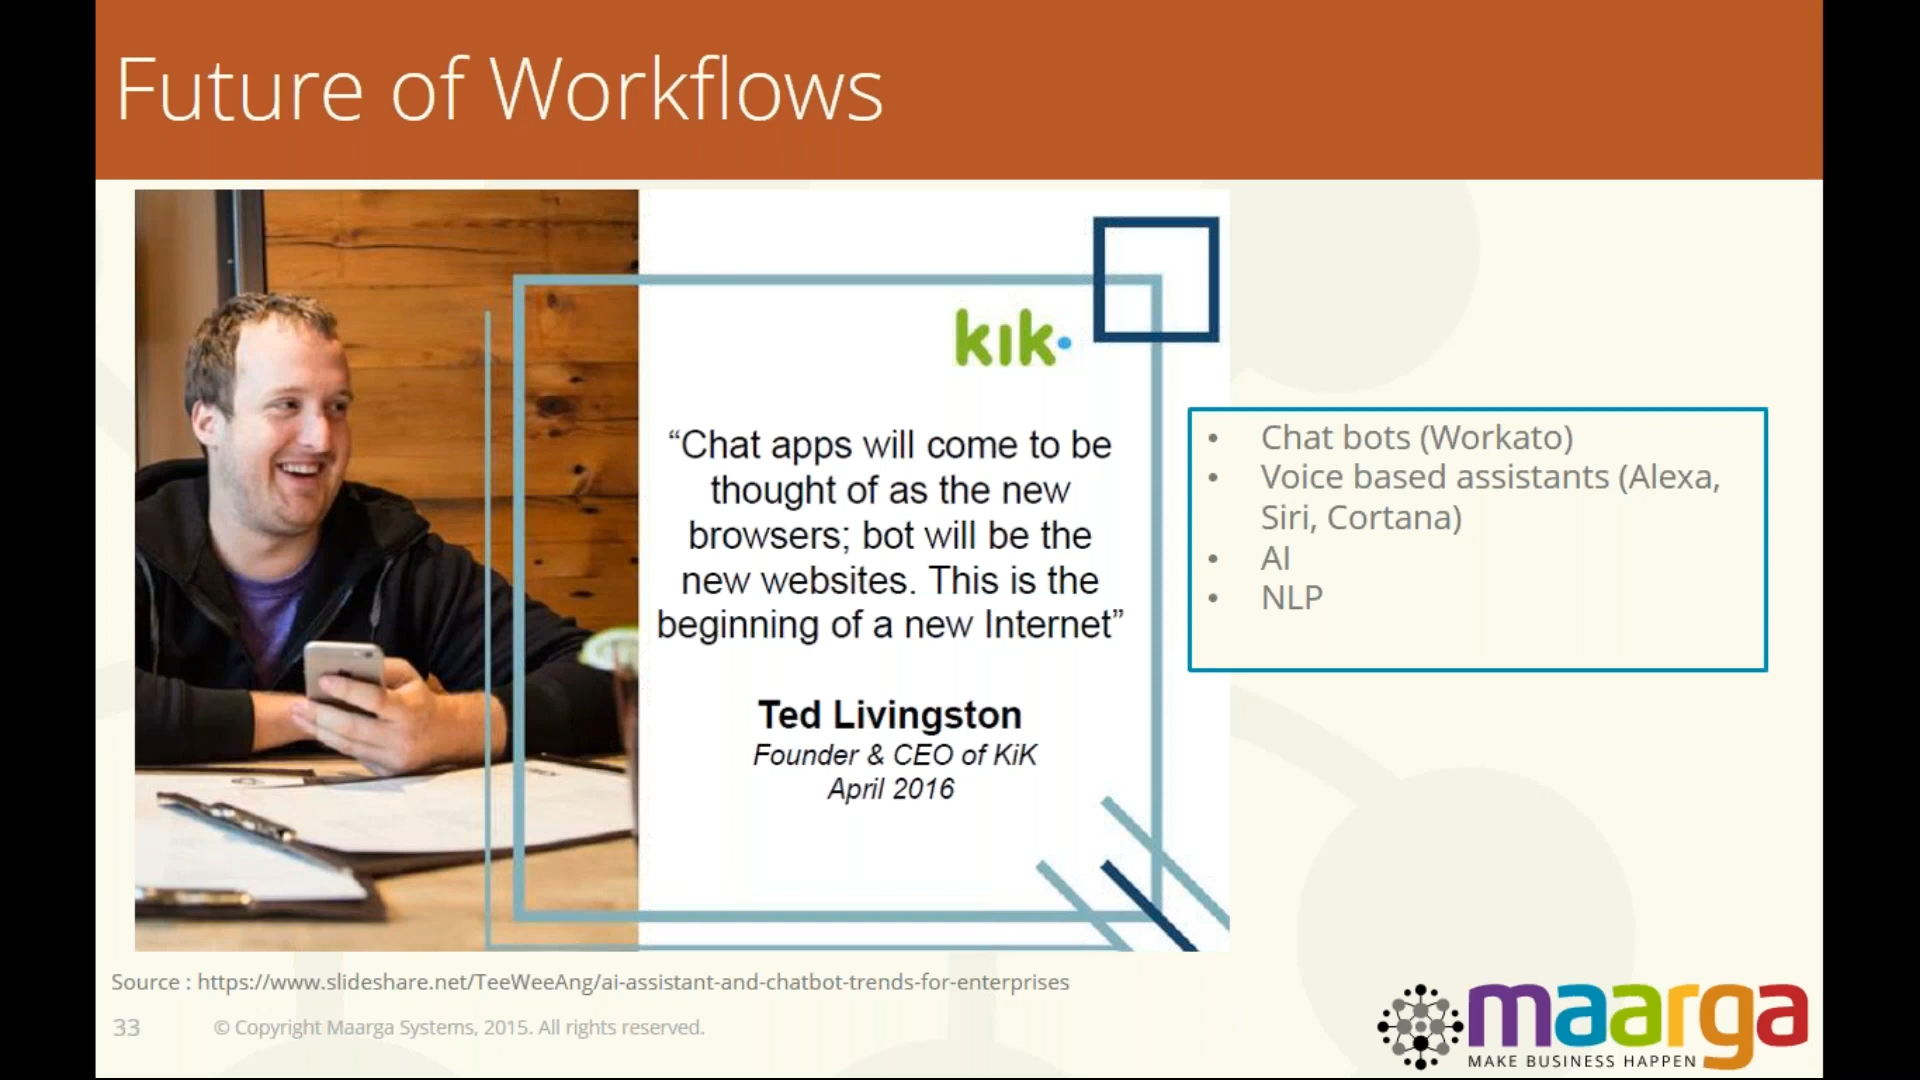 Future of Workflows
kik
“Chat apps will come to be
thought of as the new
browsers; bot will be the
new websites. This is the
beginning of a new Internet”
Ted Livingston
Founder & CEO of KiK
April 2016
• Chat bots (Workato)
• Voice based assistants (Alexa,
Siri, Cortana)
• AI
• NLP
Source : https://www.slideshare.net/TeeWeeAng/ai-assistant-and-chatbot-trends-for-enterprises
33
© Copyright Maarga Systems, 2015. All rights reserved.
maarga
MAKE BUSINESS HAPPEN